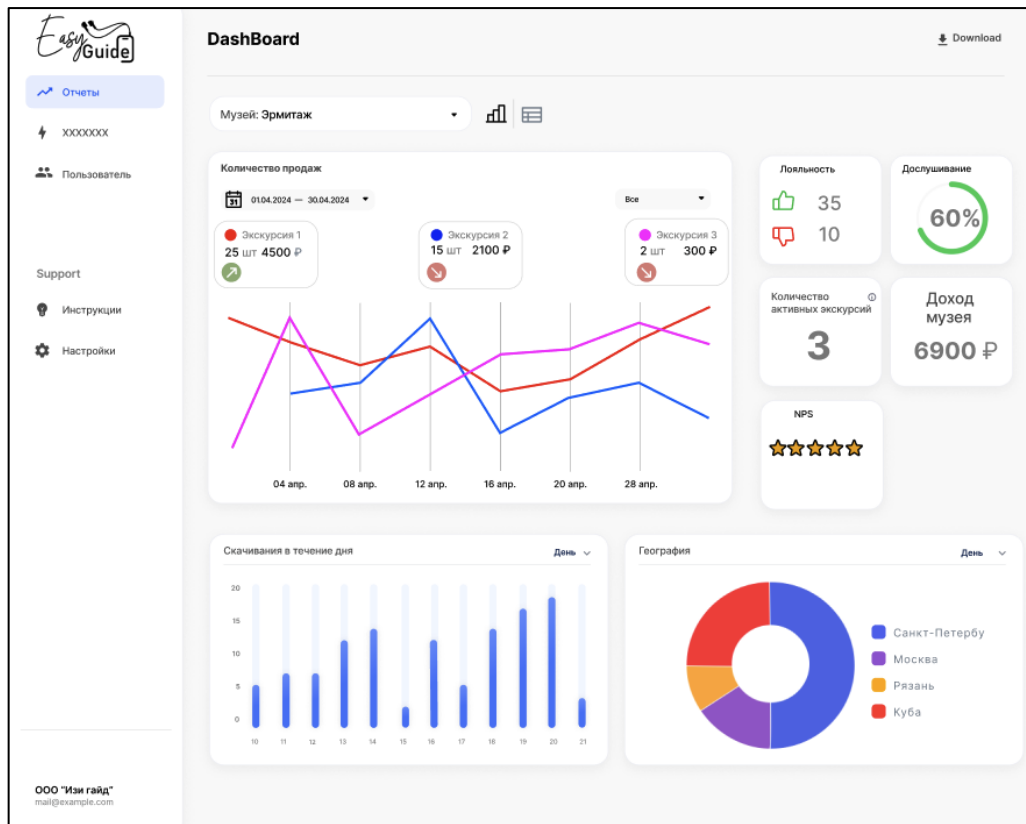 Easy
Guide
DashBoard
Download
Отчеты
XXXXXXX
Пользователь
Support
Инструкции
Настройки
ООО "Изи гайд"
mail@example.com
Музей: Эрмитаж
Количество продаж
31
01.04.2024 — 30.04.2024
Все
Экскурсия 1
25 шт 4500 ₽
Экскурсия 2
15 шт 2100 ₽
Экскурсия 3
2 шт 300 ₽
04 апр. 08 апр. 12 апр. 16 апр. 20 апр. 28 апр.
Лояльность
35
10
Дослушивание
60%
Количество
активных экскурсий
3
Доход
музея
6900 ₽
NPS
Скачивания в течение дня
День
20
15
10
5
0
10 11 12 13 14 15 16 17 18 19 20 21
География
День
Санкт-Петербу
Москва
Рязань
Куба